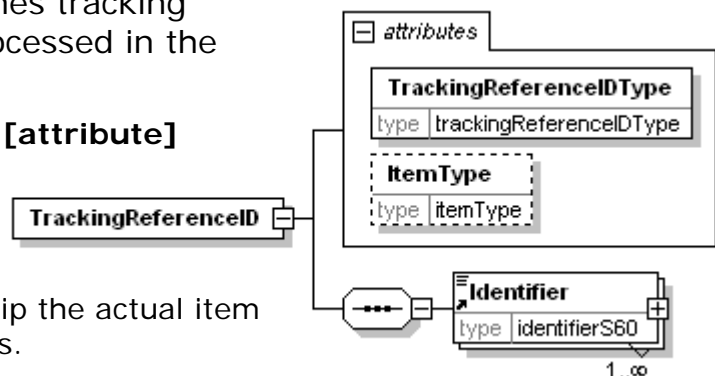 nes tracking
ocessed in the
[attribute]
attributes
TrackingReferenceIDType
type trackingReferenceIDType
ItemType
type itemType
TrackingReferenceID
Identifier
type identifierS60
1..∞
ip the actual item
s.